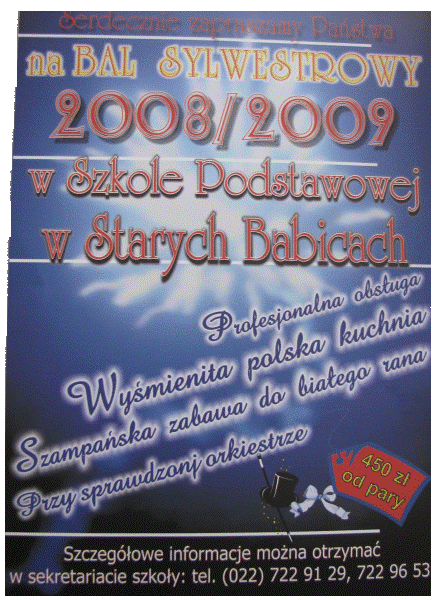 Serdecznie zapraszamy Państwa
na BAL SYLWESTROWY
2008/2009
w Szkole Podstawowej
w Starych Babicach
Profesjonalna obsługa
Wyśmienita polska kuchnia
Szampańska zabawa do białego rana
Przy sprawdzonj orkiestrze
450 zł
od pary
Szczegółowe informacje można otrzymać
w sekretariacie szkoły: tel. (022) 722 91 29, 722 96 53